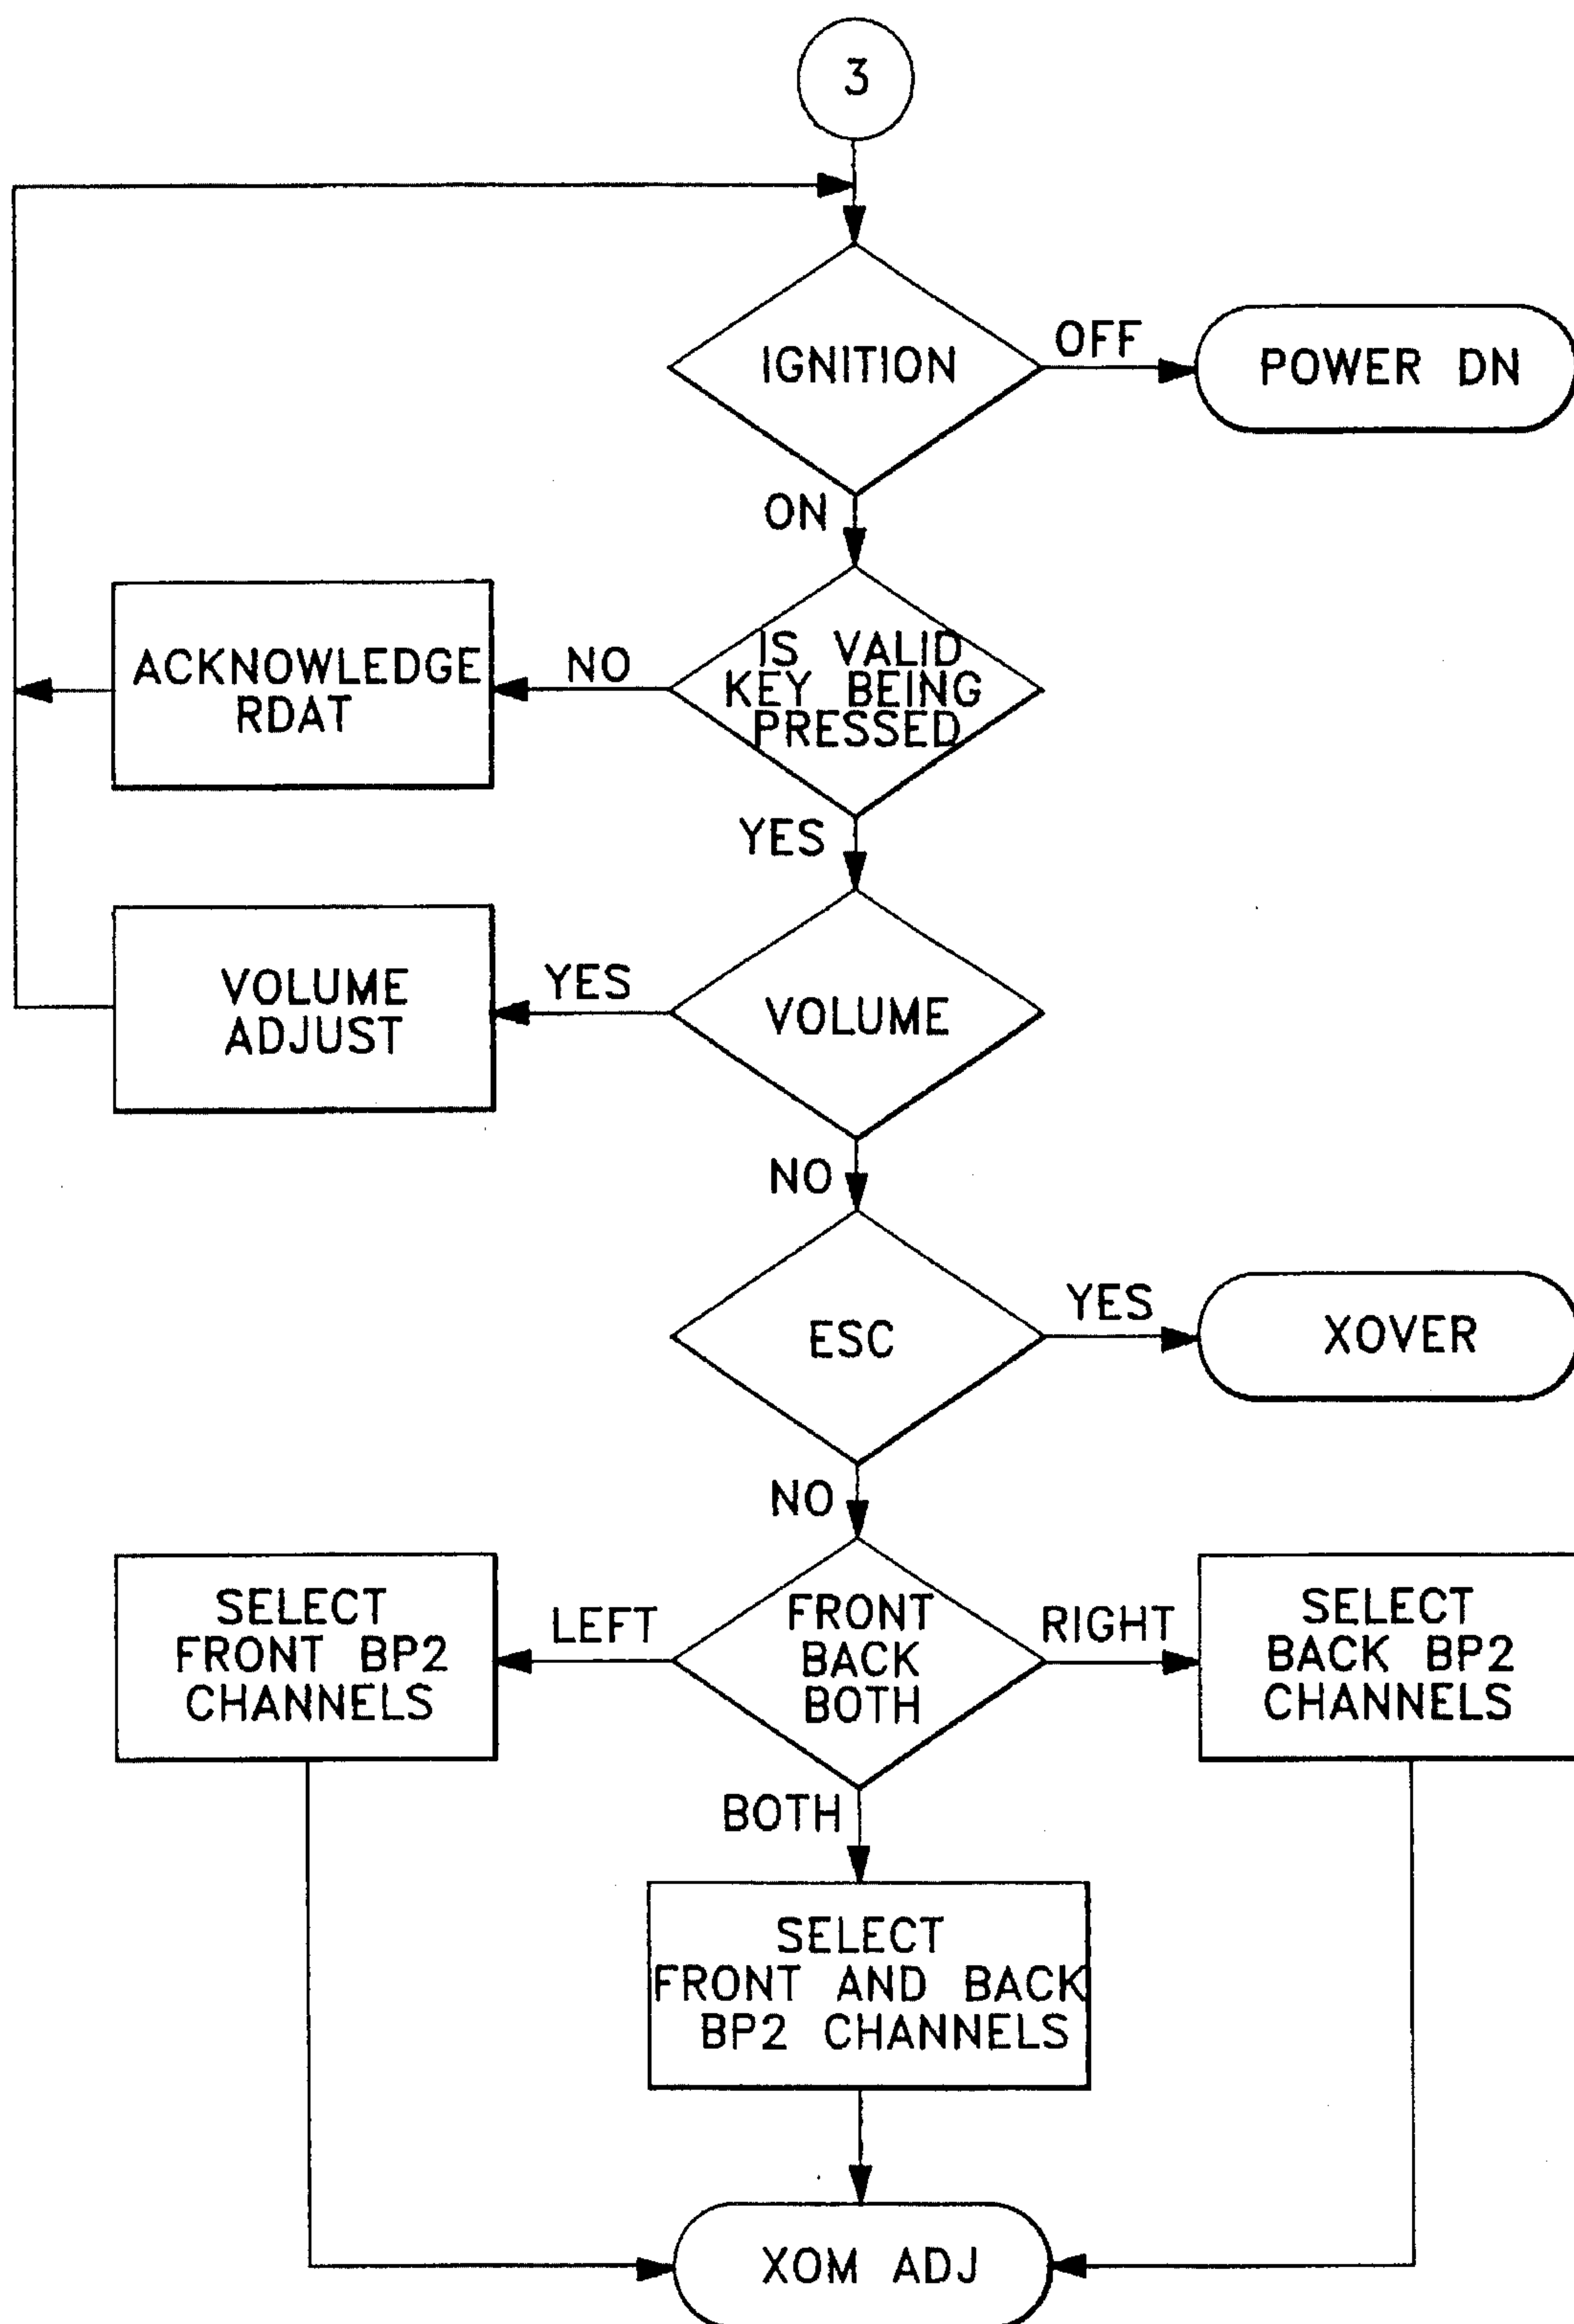 3
IGNITION
OFF
POWER DN
ON
IS VALID
KEY BEING
PRESSED
NO
ACKNOWLEDGE
RDAT
YES
VOLUME
YES
VOLUME
ADJUST
NO
ESC
YES
XOVER
NO
FRONT
BACK
BOTH
LEFT
SELECT
FRONT BP2
CHANNELS
RIGHT
SELECT
BACK BP2
CHANNELS
BOTH
SELECT
FRONT AND BACK
BP2 CHANNELS
XOM ADJ